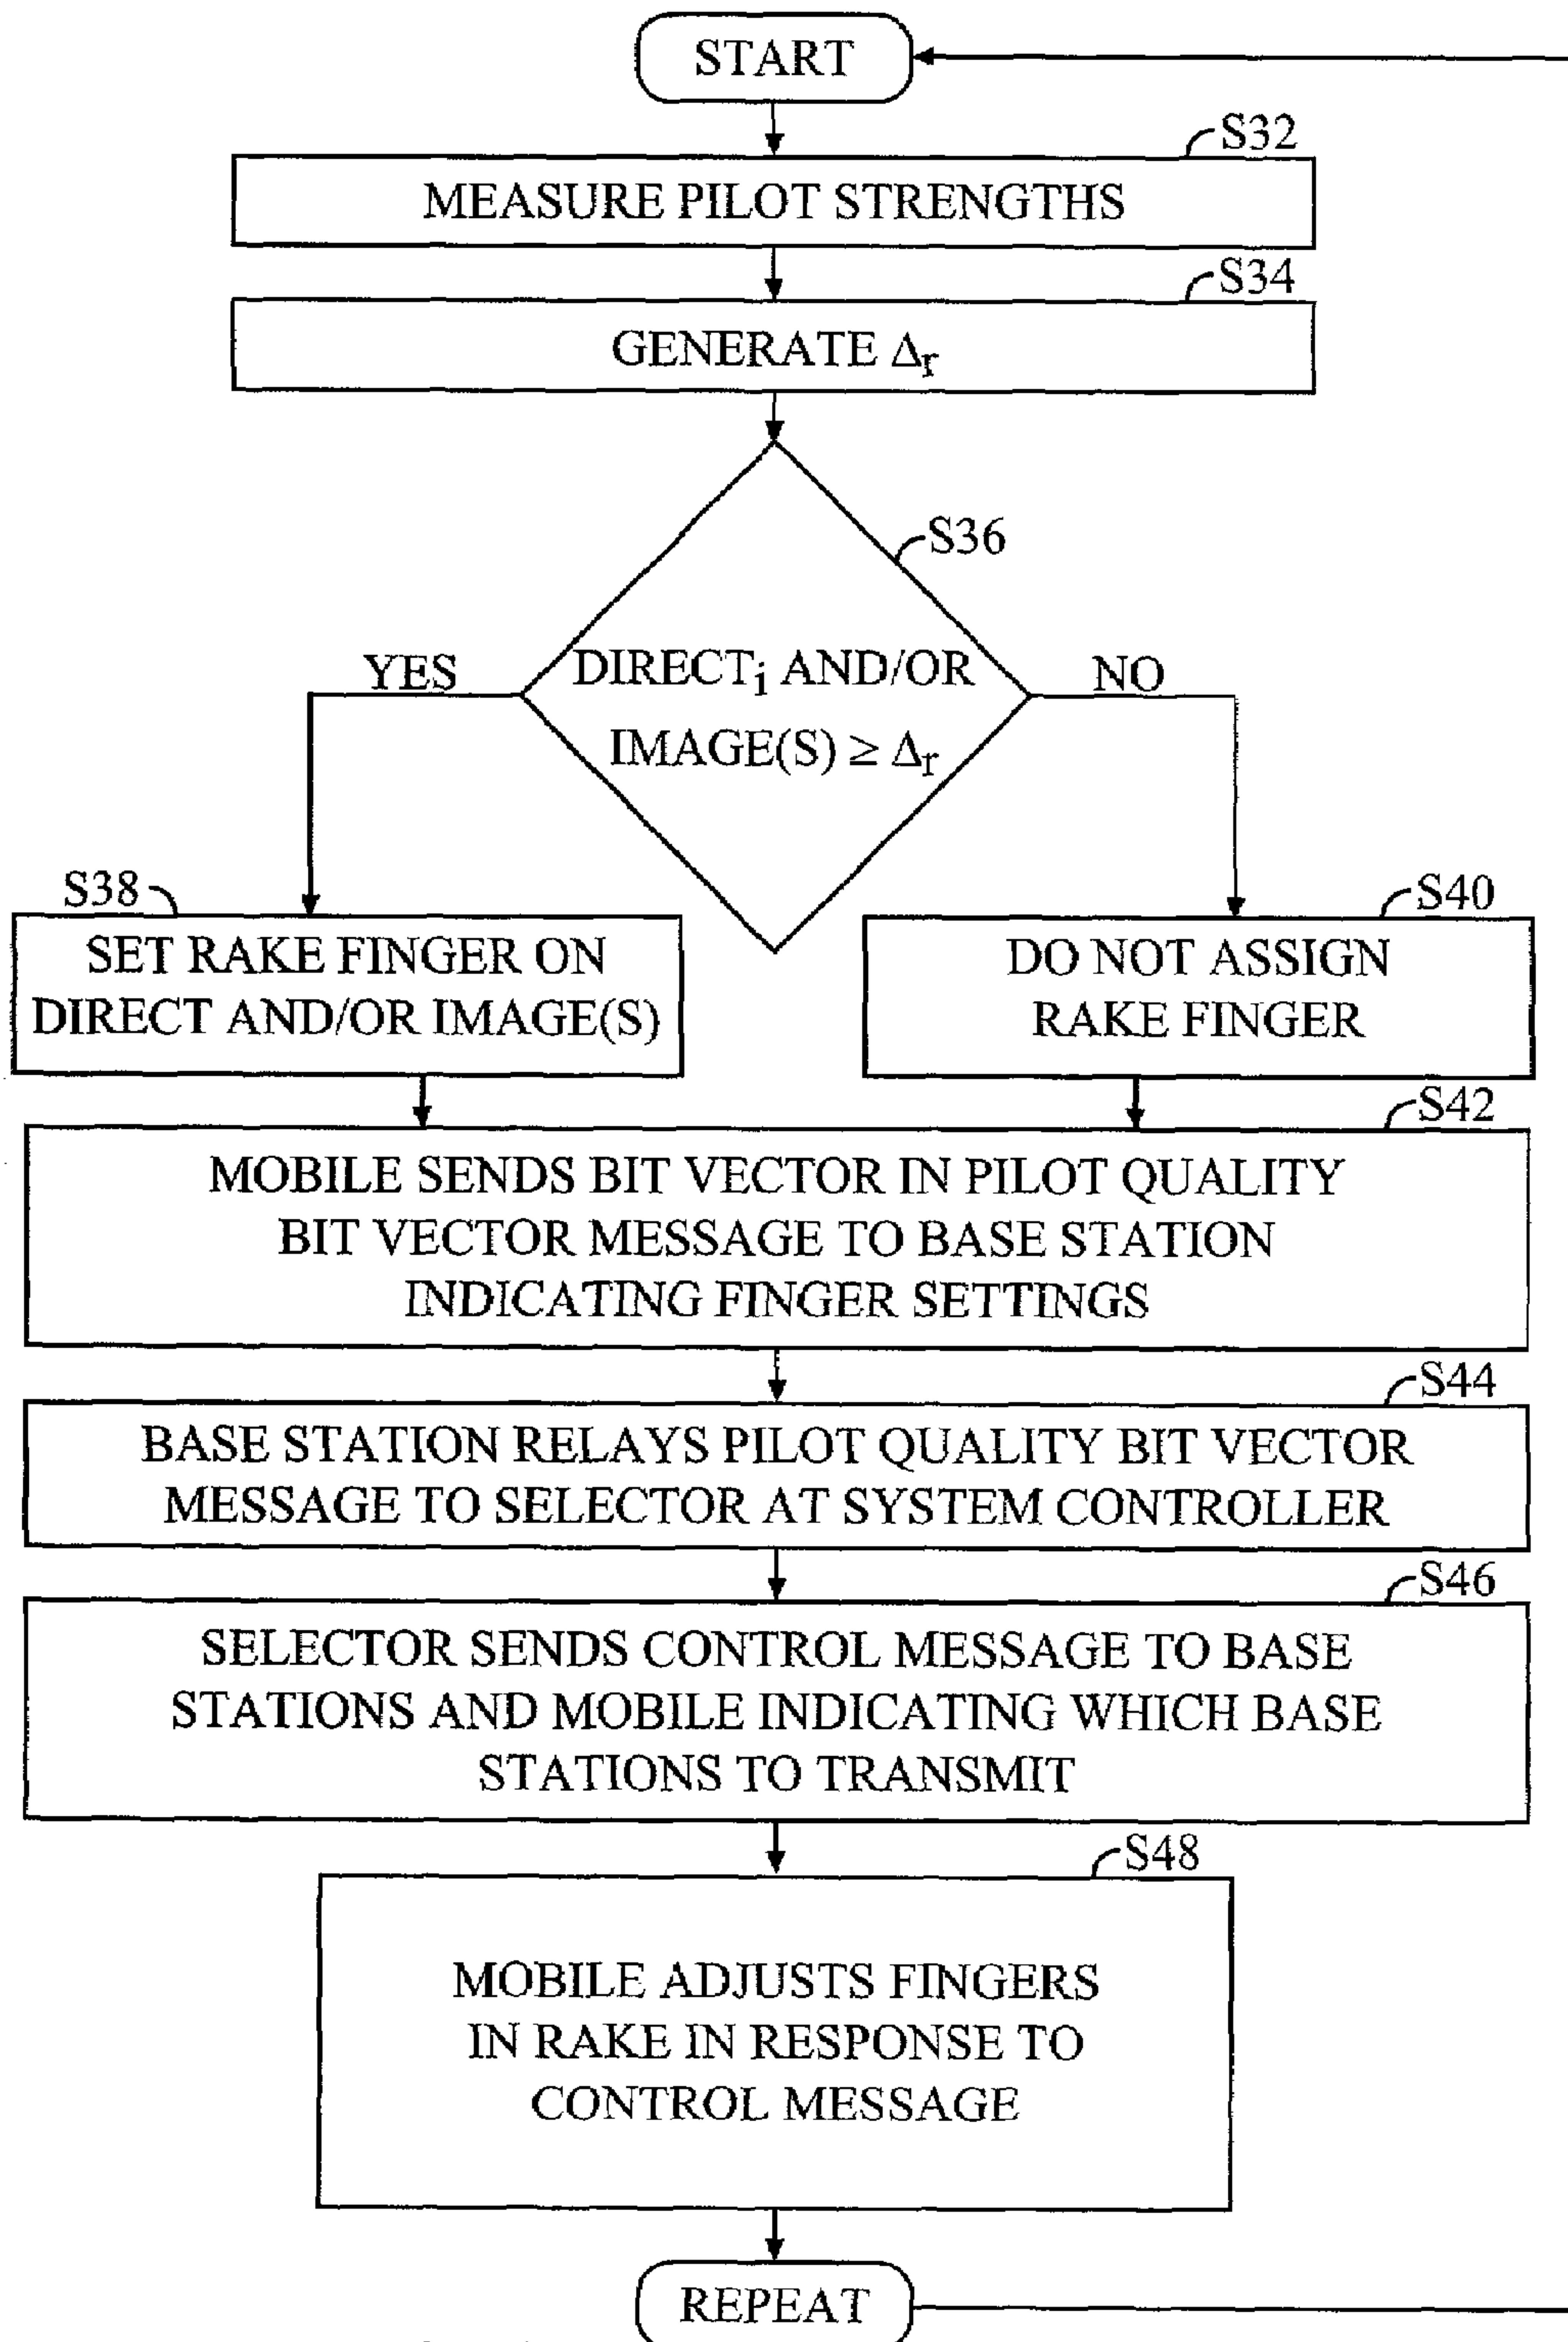 START
S32
MEASURE PILOT STRENGTHS
S34
GENERATE Δr
S36
DIRECTi AND/OR
IMAGE(S) ≥ Δr
YES
NO
S38
SET RAKE FINGER ON
DIRECT AND/OR IMAGE(S)
S40
DO NOT ASSIGN
RAKE FINGER
S42
MOBILE SENDS BIT VECTOR IN PILOT QUALITY
BIT VECTOR MESSAGE TO BASE STATION
INDICATING FINGER SETTINGS
S44
BASE STATION RELAYS PILOT QUALITY BIT VECTOR
MESSAGE TO SELECTOR AT SYSTEM CONTROLLER
S46
SELECTOR SENDS CONTROL MESSAGE TO BASE
STATIONS AND MOBILE INDICATING WHICH BASE
STATIONS TO TRANSMIT
S48
MOBILE ADJUSTS FINGERS
IN RAKE IN RESPONSE TO
CONTROL MESSAGE
REPEAT